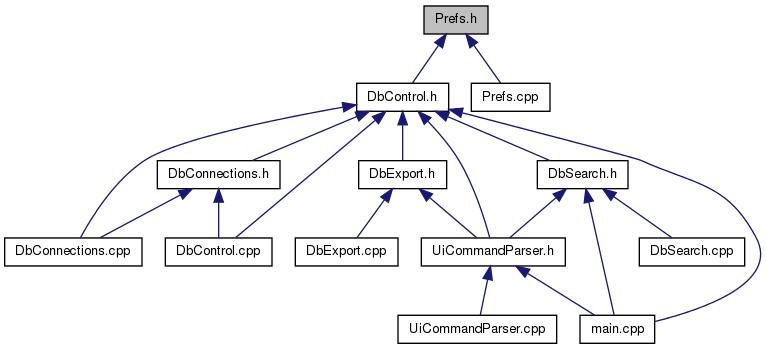 Prefs.h
DbControl.h
Prefs.cpp
DbConnections.h
DbExport.h
DbSearch.h
DbConnections.cpp
DbControl.cpp
DbExport.cpp
UiCommandParser.h
DbSearch.cpp
UiCommandParser.cpp
main.cpp